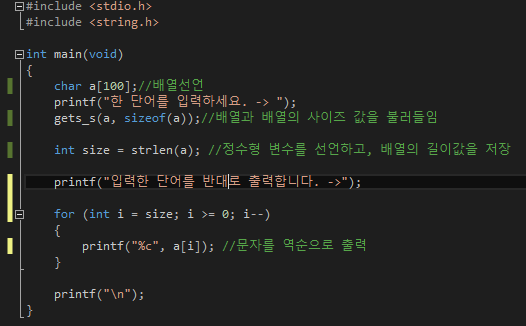 #include <stdio.h>
#include <string.h>
int main(void)
{
char a[100];//배열선언
printf("한 단어를 입력하세요. -> ");
gets_s(a, sizeof(a));//배열과 배열의 사이즈 값을 불러들임
int size = strlen(a); //정수형 변수를 선언하고, 배열의 길이값을 저장
printf("입력한 단어를 반대로 출력합니다. ->");
for (int i = size; i >= 0; i--)
{
printf("%c", a[i]); //문자를 역순으로 출력
}
printf("\n");
}